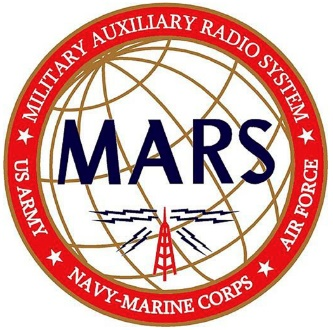 MILITARY AUXILIARY RADIO SYSTEM
MARS
US ARMY
NAVY-MARINE CORPS
AIR FORCE